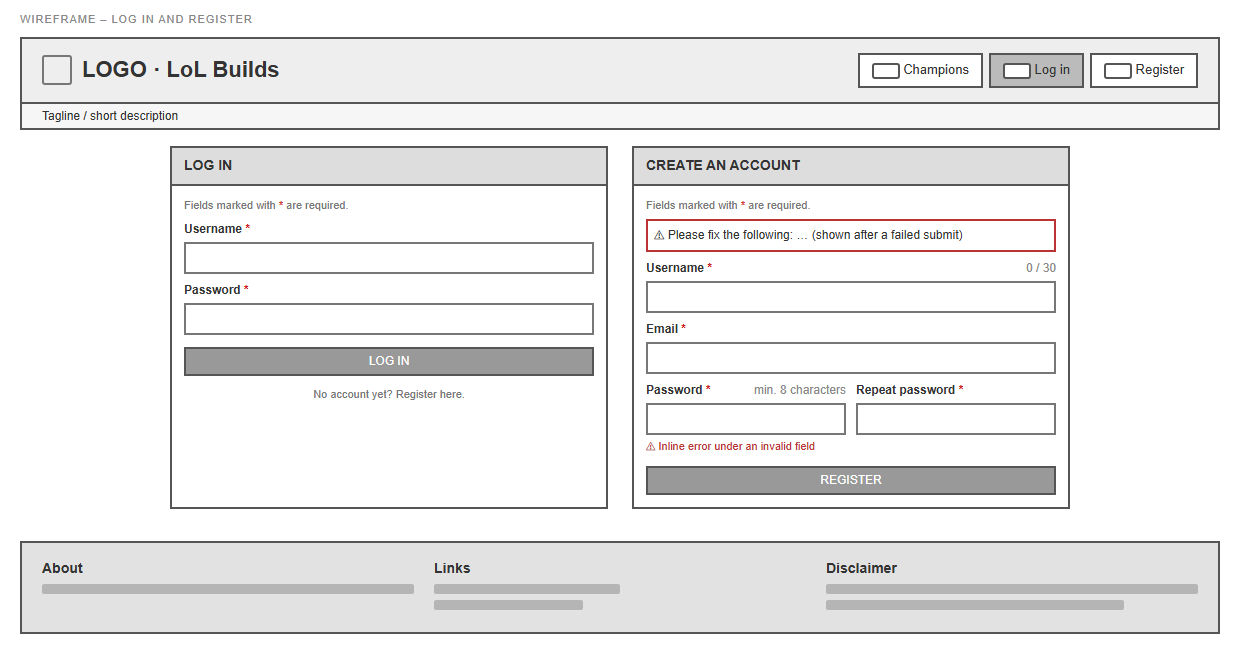 WIREFRAME – LOG IN AND REGISTER
LOGO · LoL Builds
Champions
Log in
Register
Tagline / short description
LOG IN
Fields marked with * are required.
Username *
Password *
LOG IN
No account yet? Register here.
CREATE AN ACCOUNT
Fields marked with * are required.
⚠ Please fix the following: … (shown after a failed submit)
Username * 0 / 30
Email *
Password * min. 8 characters Repeat password *
⚠ Inline error under an invalid field
REGISTER
About
Links
Disclaimer